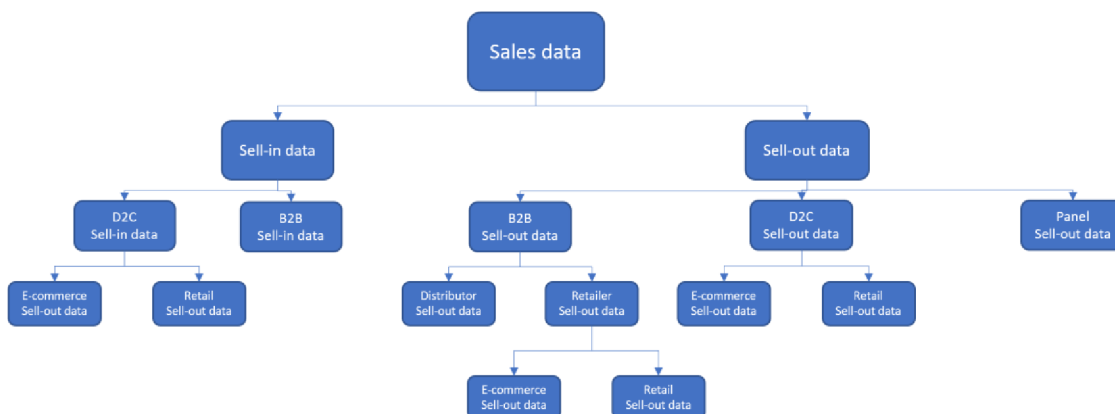 Sales data
Sell-in data
Sell-out data
D2C
Sell-in data
B2B
Sell-in data
B2B
Sell-out data
D2C
Sell-out data
Panel
Sell-out data
E-commerce
Sell-out data
Retail
Sell-out data
Distributor
Sell-out data
Retailer
Sell-out data
E-commerce
Sell-out data
Retail
Sell-out data
E-commerce
Sell-out data
Retail
Sell-out data